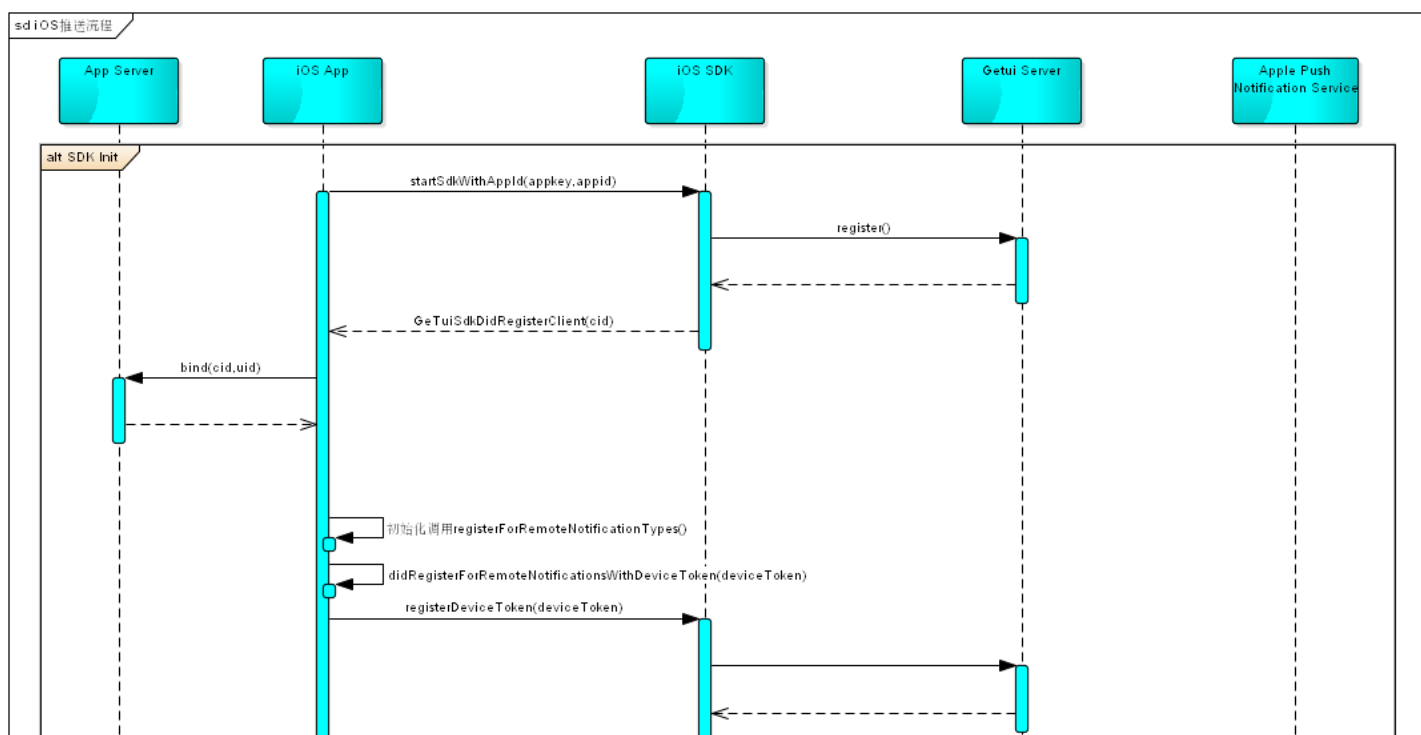 sd iOS推送流程
App Server
iOS App
iOS SDK
Getui Server
Apple Push
Notification Service
alt SDK Init
startSdkWithAppId(appkey,appid)
register()
GeTuiSdkDidRegisterClient(cid)
bind(cid,uid)
初始化调用registerForRemoteNotificationTypes()
didRegisterForRemoteNotificationsWithDeviceToken(deviceToken)
registerDeviceToken(deviceToken)